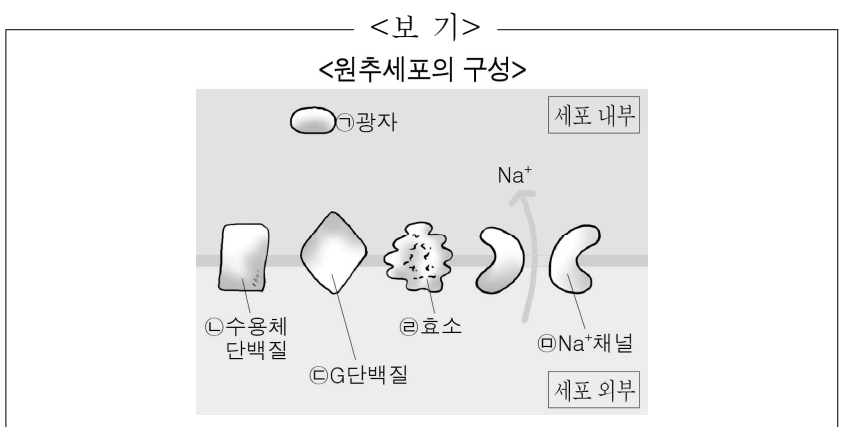 <보 기>
<원추세포의 구성>
㉠광자
세포 내부
Na⁺
㉡수용체
단백질
㉣효소
㉤Na⁺채널
㉢G단백질
세포 외부